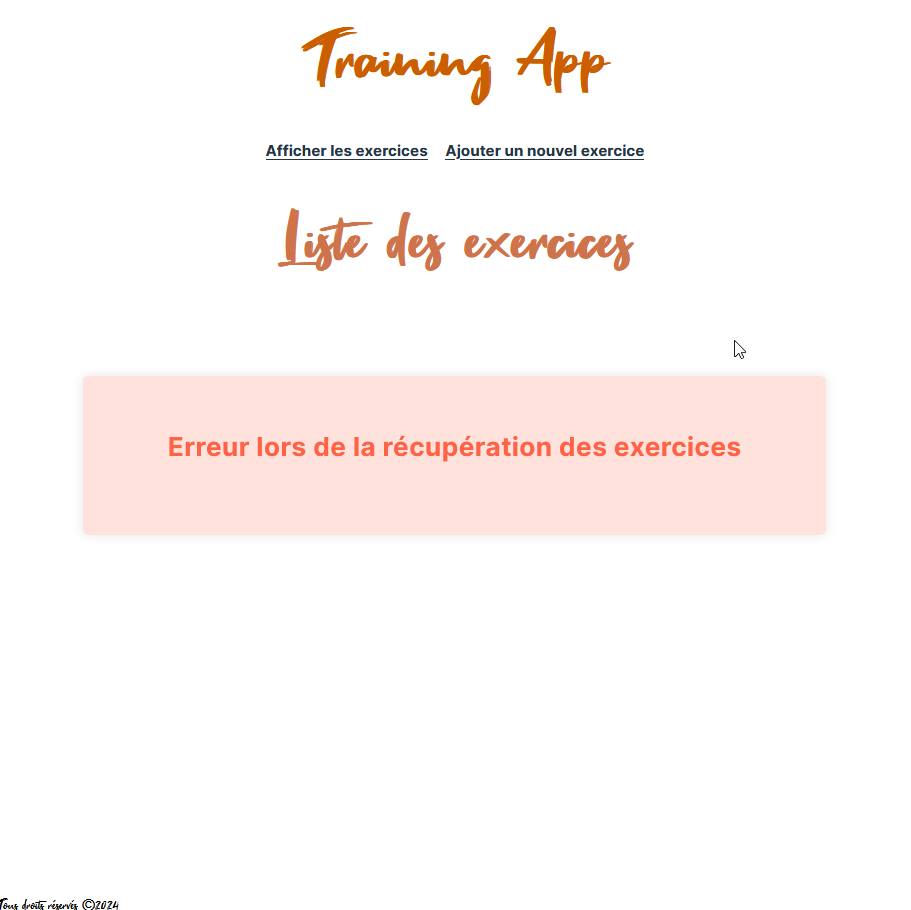 Training App
Afficher les exercices Ajouter un nouvel exercice
Liste des exercices
Erreur lors de la récupération des exercices
Tous droits réservés ©2024